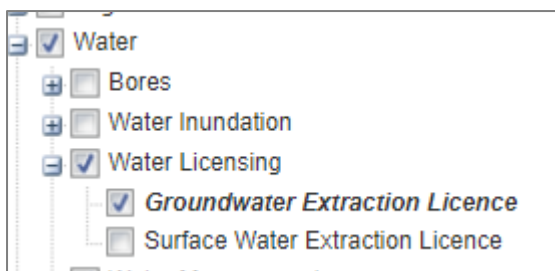 Water
Bores
Water Inundation
Water Licensing
Groundwater Extraction Licence
Surface Water Extraction Licence